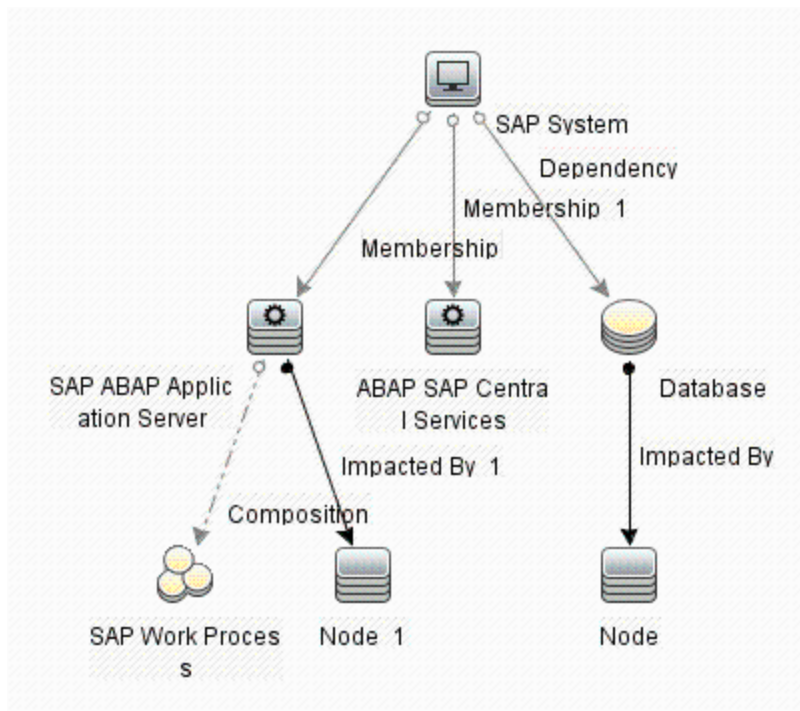 SAP System
Dependency
Membership 1
Membership
SAP ABAP Applic
ation Server
ABAP SAP Centra
l Services
Database
Impacted By 1
Impacted By
Composition
SAP Work Proces
s
Node 1
Node